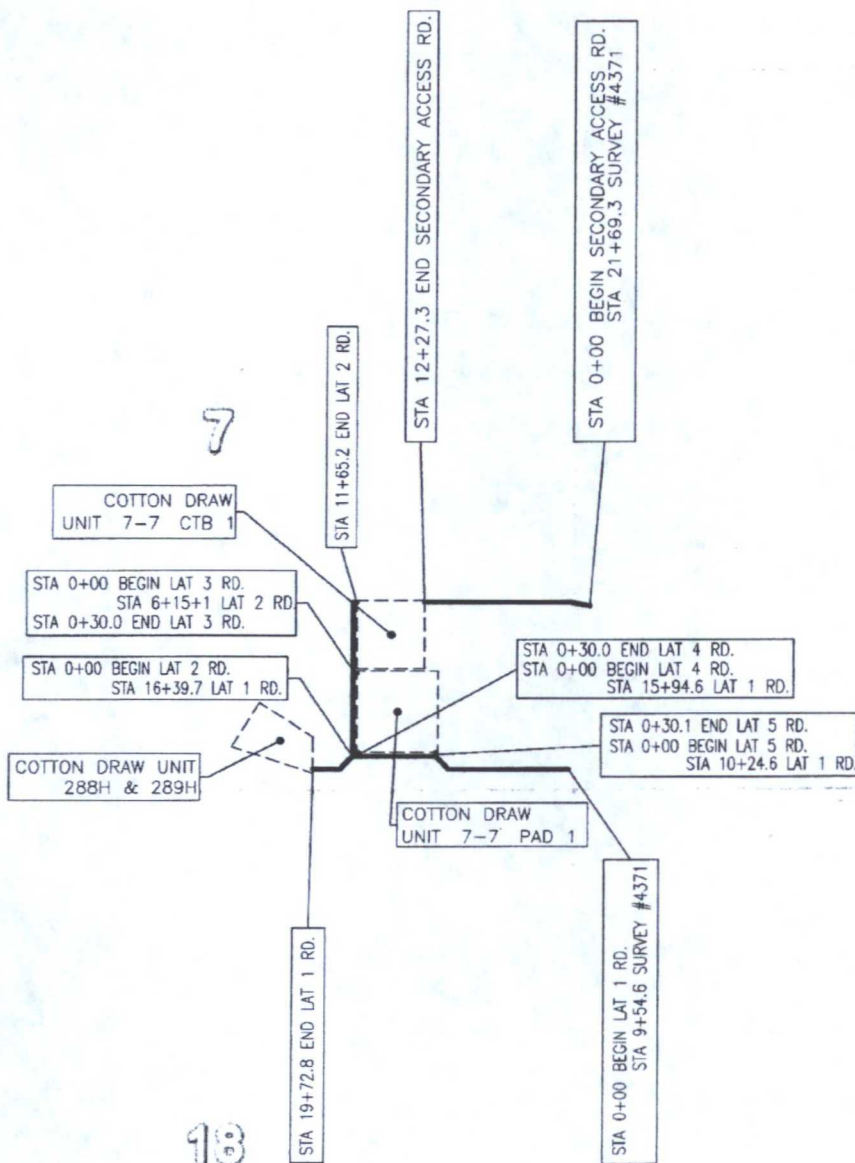 STA 12+27.3 END SECONDARY ACCESS RD.
STA 0+00 BEGIN SECONDARY ACCESS RD.
STA 21+69.3 SURVEY #4371
STA 11+65.2 END LAT 2 RD.
7
COTTON DRAW
UNIT 7-7 CTB 1
STA 0+00 BEGIN LAT 3 RD.
STA 6+15+1 LAT 2 RD.
STA 0+30.0 END LAT 3 RD.
STA 0+00 BEGIN LAT 2 RD.
STA 16+39.7 LAT 1 RD.
STA 0+30.0 END LAT 4 RD.
STA 0+00 BEGIN LAT 4 RD.
STA 15+94.6 LAT 1 RD.
STA 0+30.1 END LAT 5 RD.
STA 0+00 BEGIN LAT 5 RD.
STA 10+24.6 LAT 1 RD.
COTTON DRAW UNIT
288H & 289H
COTTON DRAW
UNIT 7-7 PAD 1
STA 19+72.8 END LAT 1 RD.
STA 0+00 BEGIN LAT 1 RD.
STA 9+54.6 SURVEY #4371
18